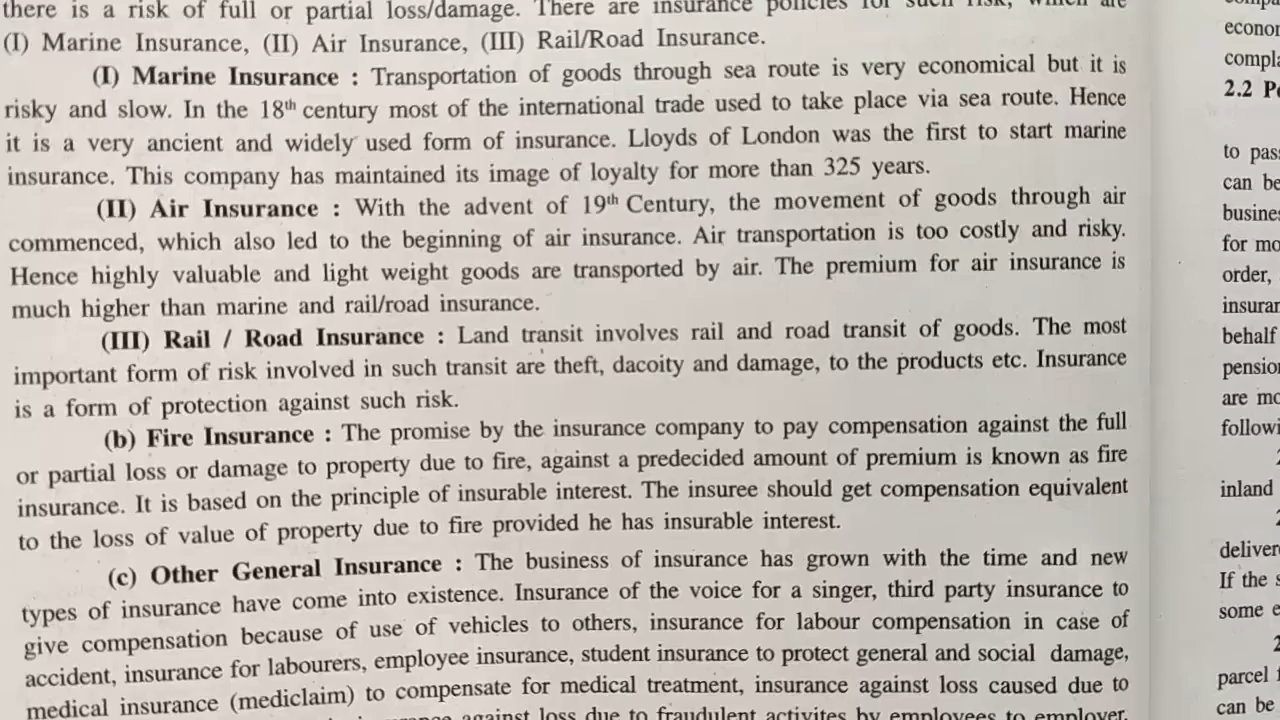 there is a risk of full or partial loss/damage. There are insurance policies for such risk, which are
(I) Marine Insurance, (II) Air Insurance, (III) Rail/Road Insurance.
(I) Marine Insurance : Transportation of goods through sea route is very economical but it is
risky and slow. In the 18th century most of the international trade used to take place via sea route. Hence
it is a very ancient and widely used form of insurance. Lloyds of London was the first to start marine
insurance. This company has maintained its image of loyalty for more than 325 years.
(II) Air Insurance : With the advent of 19th Century, the movement of goods through air
commenced, which also led to the beginning of air insurance. Air transportation is too costly and risky.
Hence highly valuable and light weight goods are transported by air. The premium for air insurance is
much higher than marine and rail/road insurance.
(III) Rail / Road Insurance : Land transit involves rail and road transit of goods. The most
important form of risk involved in such transit are theft, dacoity and damage, to the products etc. Insurance
is a form of protection against such risk.
(b) Fire Insurance : The promise by the insurance company to pay compensation against the full
or partial loss or damage to property due to fire, against a predecided amount of premium is known as fire
insurance. It is based on the principle of insurable interest. The insuree should get compensation equivalent
to the loss of value of property due to fire provided he has insurable interest.
(c) Other General Insurance : The business of insurance has grown with the time and new
types of insurance have come into existence. Insurance of the voice for a singer, third party insurance to
give compensation because of use of vehicles to others, insurance for labour compensation in case of
accident, insurance for labourers, employee insurance, student insurance to protect general and social damage,
medical insurance (mediclaim) to compensate for medical treatment, insurance against loss caused due to
against loss due to fraudulent activites by employees to employer,
2.2
to
can be
for
order,
behalf
are
inland
If the
some
parcel
can be